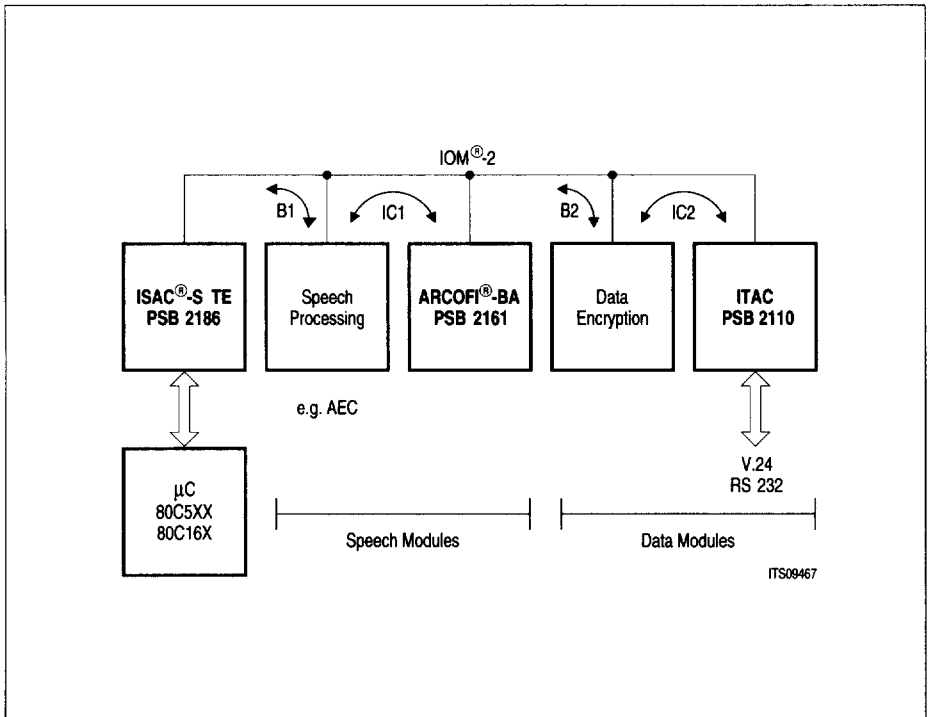 IOM®-2
B1
IC1
B2
IC2
ISAC®-S TE
PSB 2186
Speech
Processing
ARCOFI®-BA
PSB 2161
Data
Encryption
ITAC
PSB 2110
e.g. AEC
µC
80C5XX
80C16X
V.24
RS 232
Speech Modules
Data Modules
ITS09467